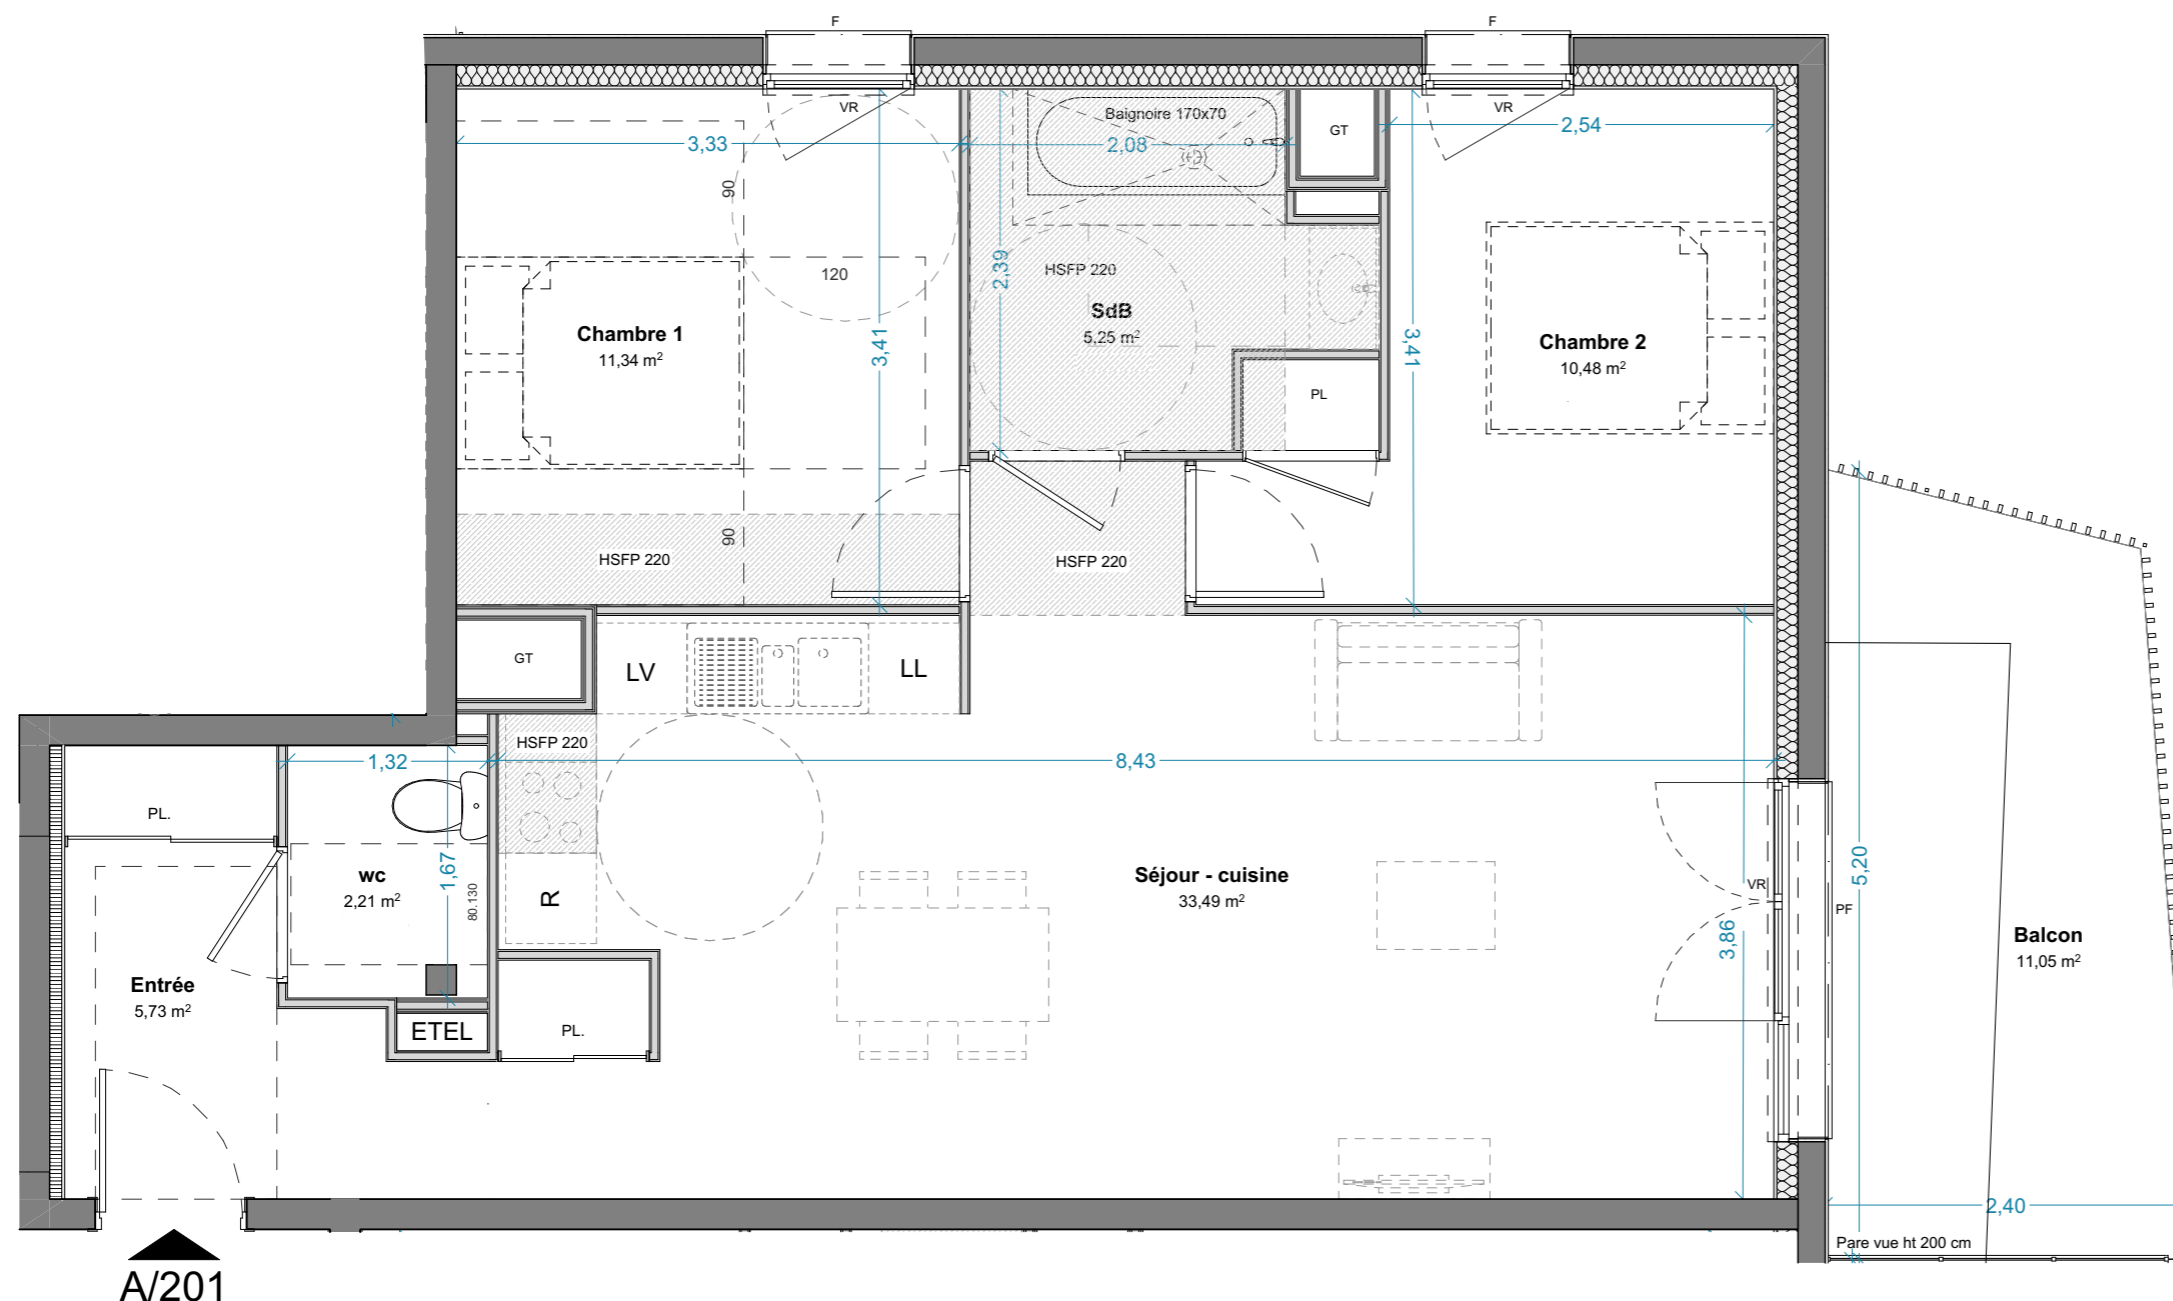 F
F
VR
VR
Baignoire 170x70
GT
2,54
3,33
2,08
90
120
2,39
HSFP 220
SdB
5,25 m²
Chambre 1
11,34 m²
3,41
3,41
Chambre 2
10,48 m²
PL
90
HSFP 220
HSFP 220
GT
LV
LL
HSFP 220
1,32
8,43
PL.
1,67
wc
2,21 m²
80.130
R
Séjour - cuisine
33,49 m²
VR
PF
5,20
3,86
Balcon
11,05 m²
Entrée
5,73 m²
ETEL
PL.
2,40
Pare vue ht 200 cm
A/201